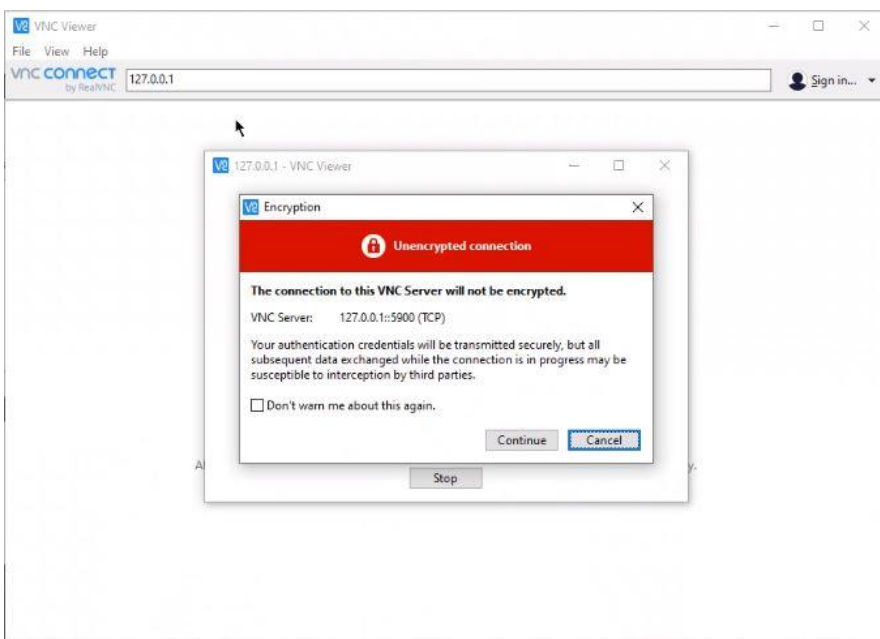 VNC Viewer
File View Help
VNC CONNECT
by RealVNC
127.0.0.1
Sign in...
127.0.0.1 - VNC Viewer
Encryption
Unencrypted connection
The connection to this VNC Server will not be encrypted.
VNC Server: 127.0.0.1::5900 (TCP)
Your authentication credentials will be transmitted securely, but all
subsequent data exchanged while the connection is in progress may be
susceptible to interception by third parties.
Don't warn me about this again.
Continue Cancel
Stop